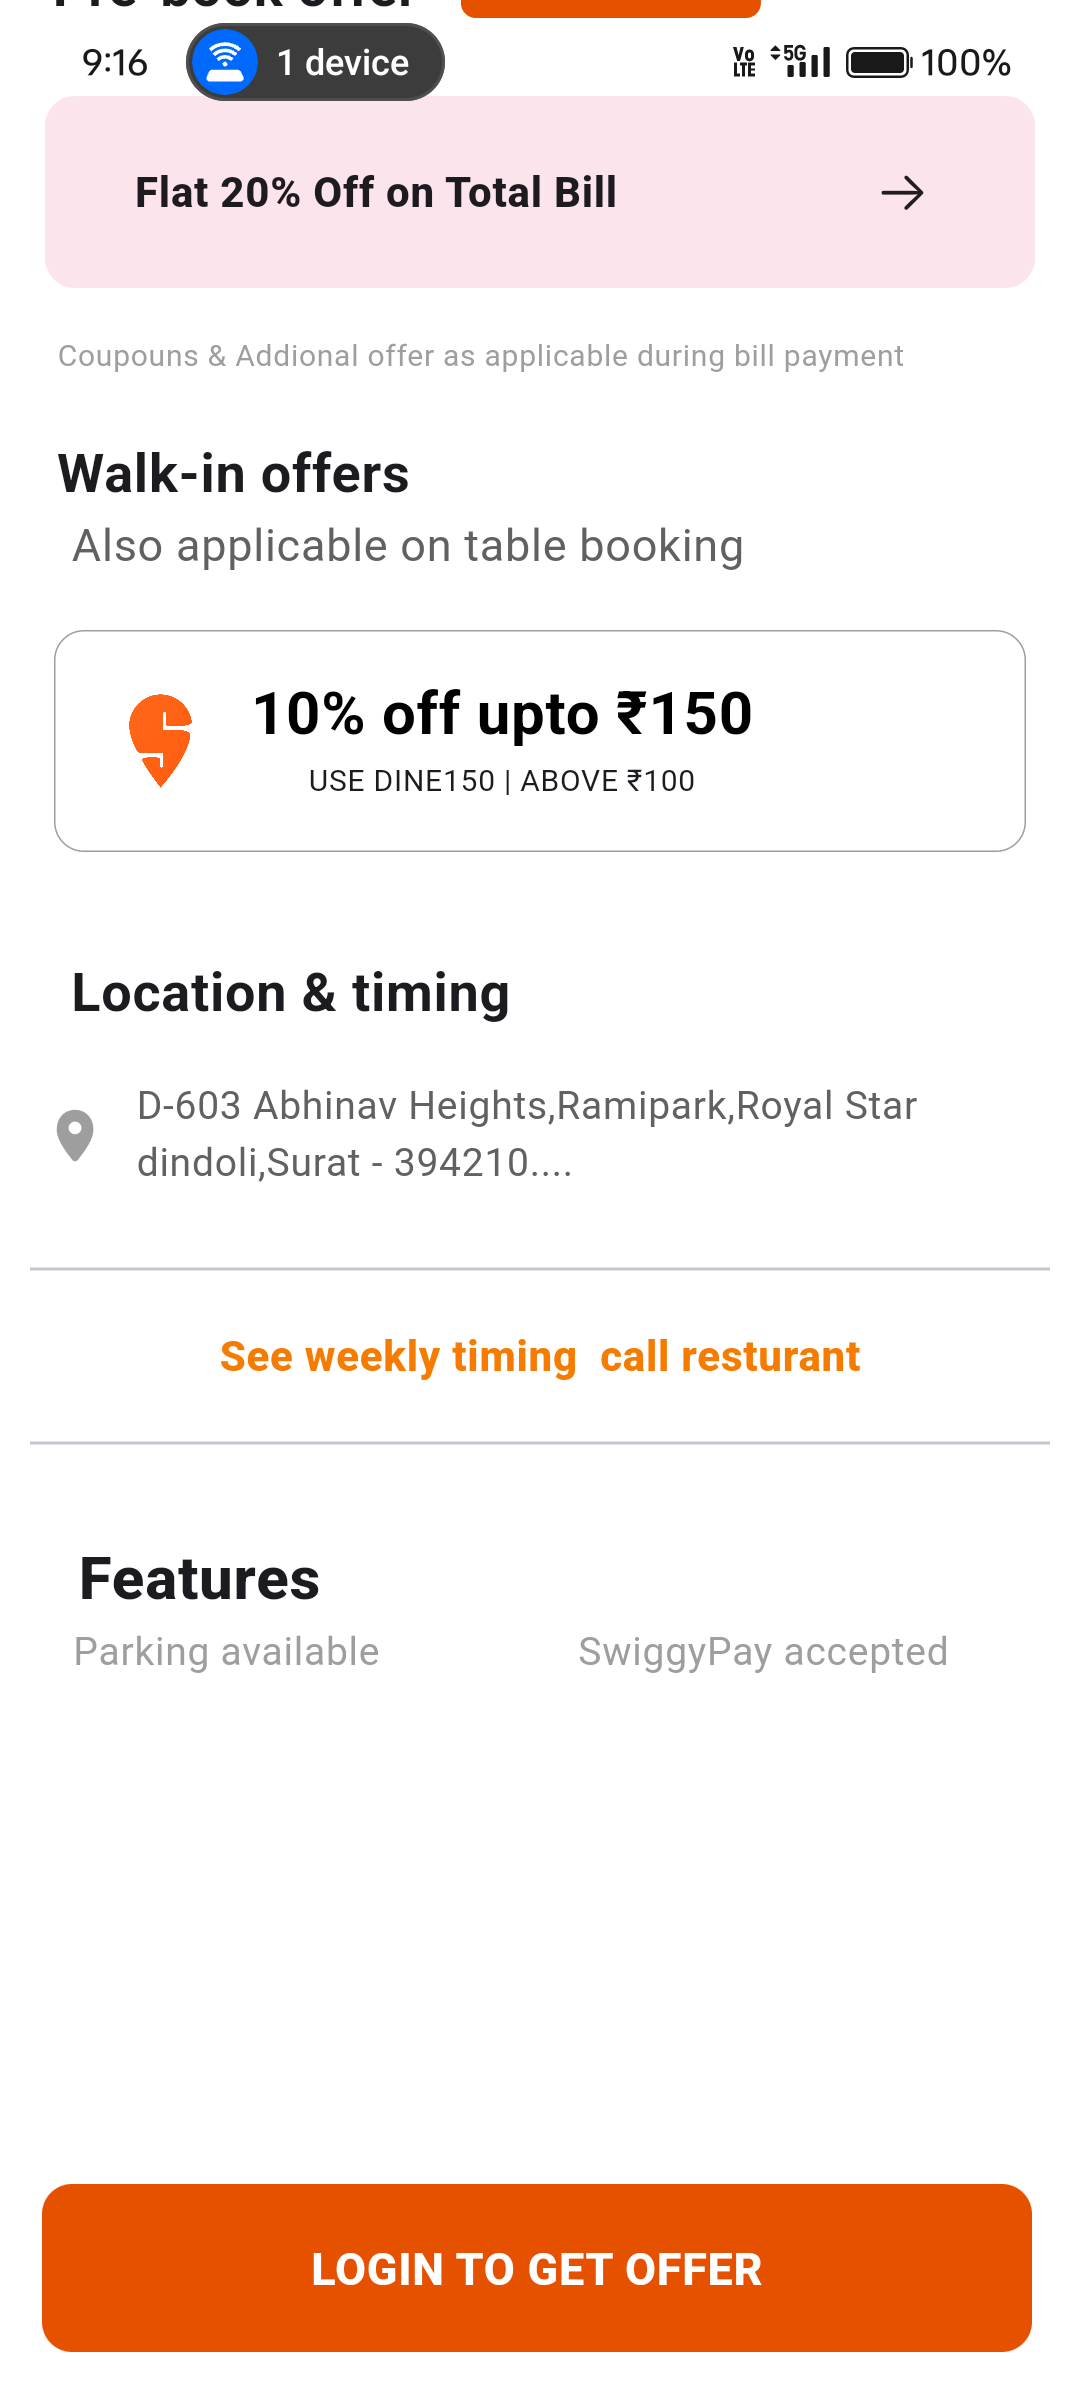 Pre-book offer
9:16
1 device
Vo LTE 5G 100%
Flat 20% Off on Total Bill
Coupouns & Addional offer as applicable during bill payment
Walk-in offers
Also applicable on table booking
10% off upto ₹150
USE DINE150 | ABOVE ₹100
Location & timing
D-603 Abhinav Heights,Ramipark,Royal Star
dindoli,Surat - 394210....
See weekly timing  call resturant
Features
Parking available
SwiggyPay accepted
LOGIN TO GET OFFER